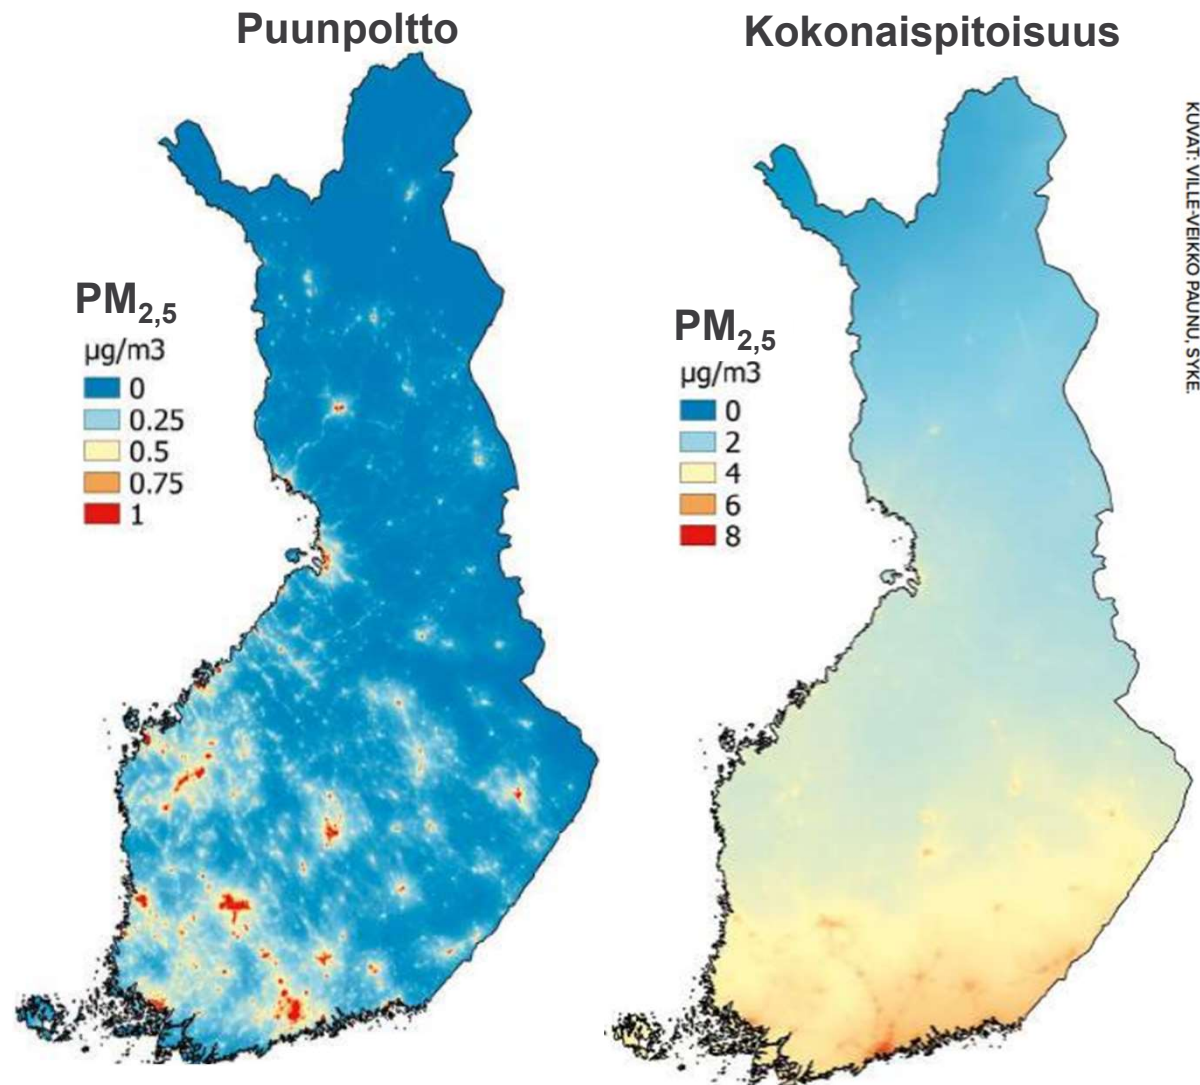 Puunpoltto
PM2,5
µg/m3
0
0.25
0.5
0.75
1
Kokonaispitoisuus
PM2,5
µg/m3
0
2
4
6
8
KUVAT: VILLE-VEIKKO PAUNU, SYKE.